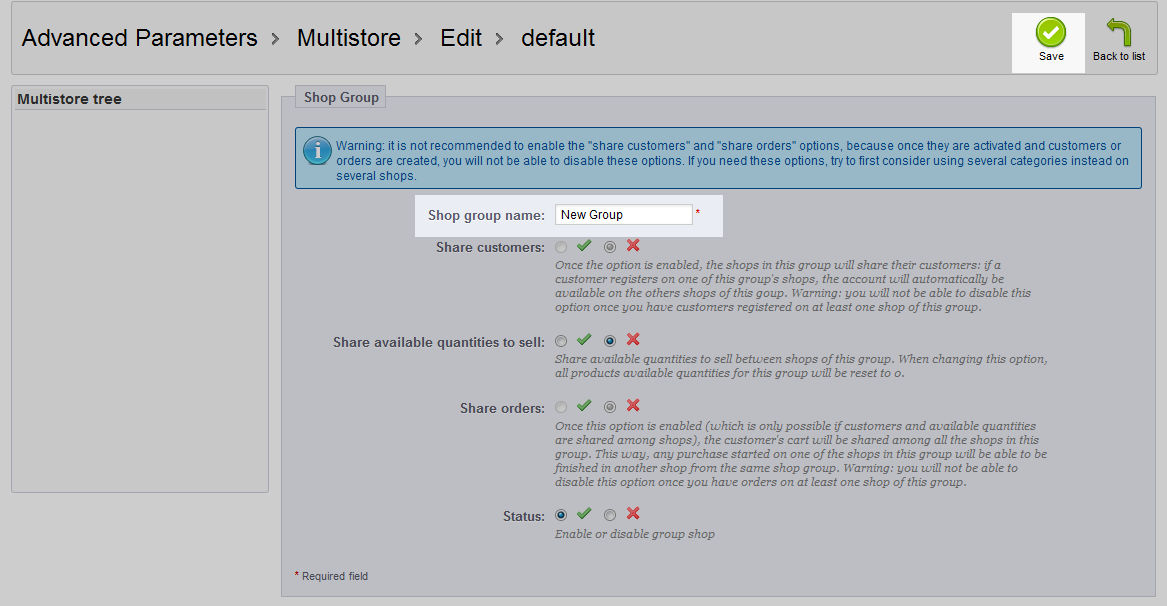 Advanced Parameters > Multistore > Edit > default
Save
Back to list
Multistore tree
Shop Group
Warning: it is not recommended to enable the "share customers" and "share orders" options, because once they are activated and customers or
orders are created, you will not be able to disable these options. If you need these options, try to first consider using several categories instead on
several shops.
Shop group name: New Group *
Share customers:
Once the option is enabled, the shops in this group will share their customers: if a
customer registers on one of this group's shops, the account will automatically be
available on the others shops of this goup. Warning: you will not be able to disable this
option once you have customers registered on at least one shop of this group.
Share available quantities to sell:
Share available quantities to sell between shops of this group. When changing this option,
all products available quantities for this group will be reset to 0.
Share orders:
Once this option is enabled (which is only possible if customers and available quantities
are shared among shops), the customer's cart will be shared among all the shops in this
group. This way, any purchase started on one of the shops in this group will be able to be
finished in another shop from the same shop group. Warning: you will not be able to
disable this option once you have orders on at least one shop of this group.
Status:
Enable or disable group shop
* Required field